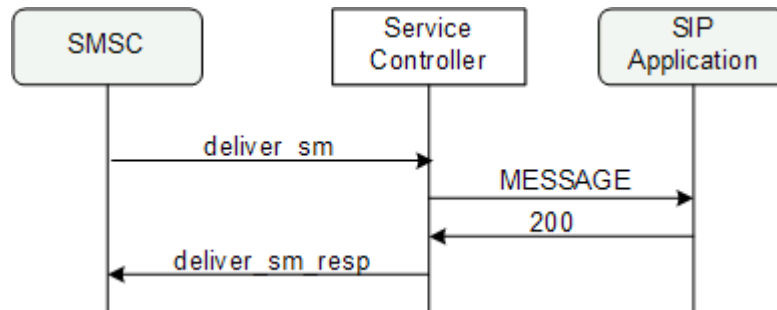 SMSC
Service
Controller
SIP
Application
deliver_sm
MESSAGE
200
deliver_sm_resp